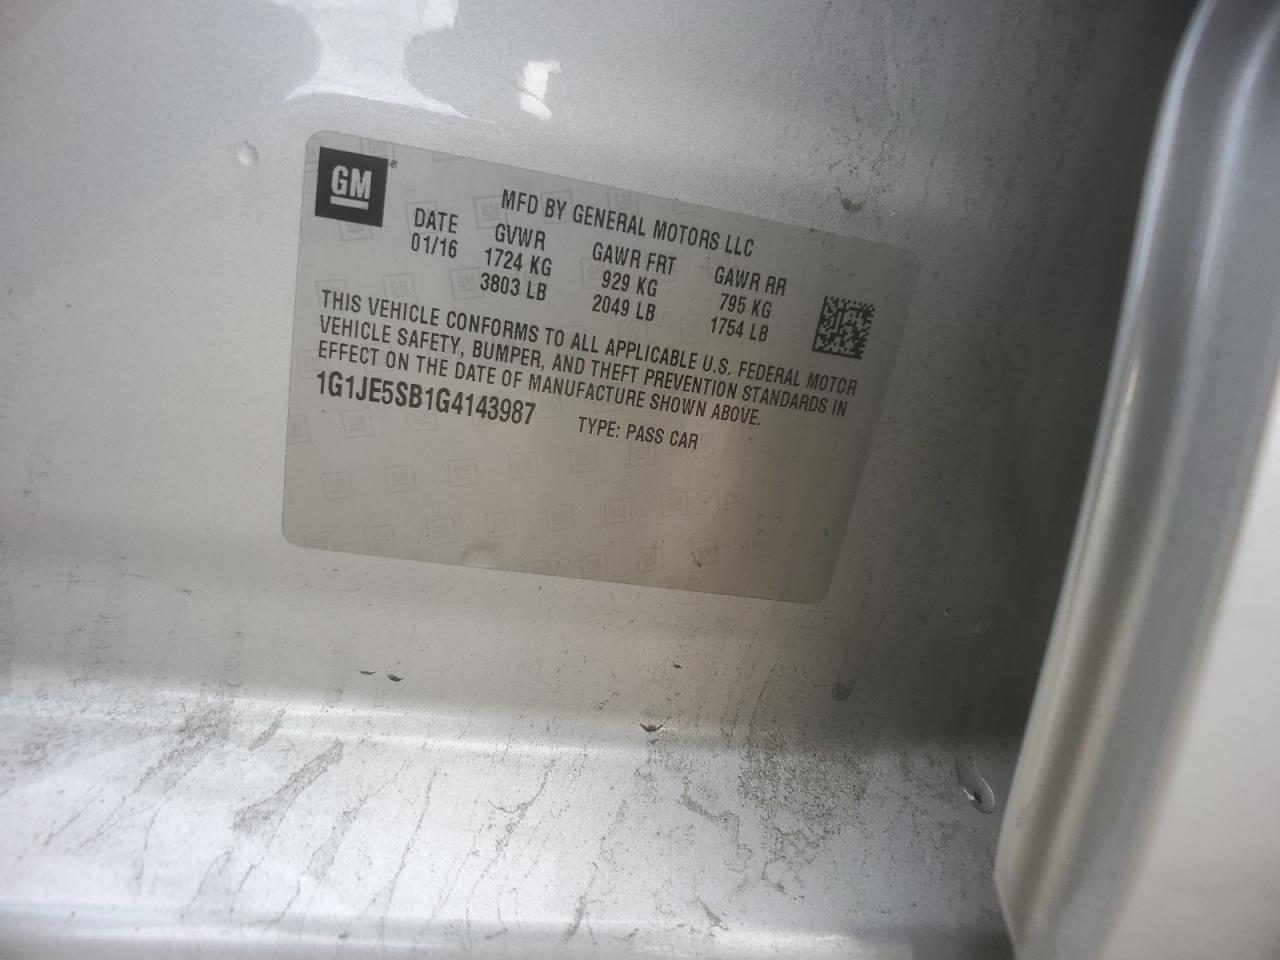 GM®
MFD BY GENERAL MOTORS LLC
DATE GVWR GAWR FRT GAWR RR
01/16 1724 KG 929 KG 795 KG
3803 LB 2049 LB 1754 LB
THIS VEHICLE CONFORMS TO ALL APPLICABLE U.S. FEDERAL MOTOR
VEHICLE SAFETY, BUMPER, AND THEFT PREVENTION STANDARDS IN
EFFECT ON THE DATE OF MANUFACTURE SHOWN ABOVE.
1G1JE5SB1G4143987 TYPE: PASS CAR